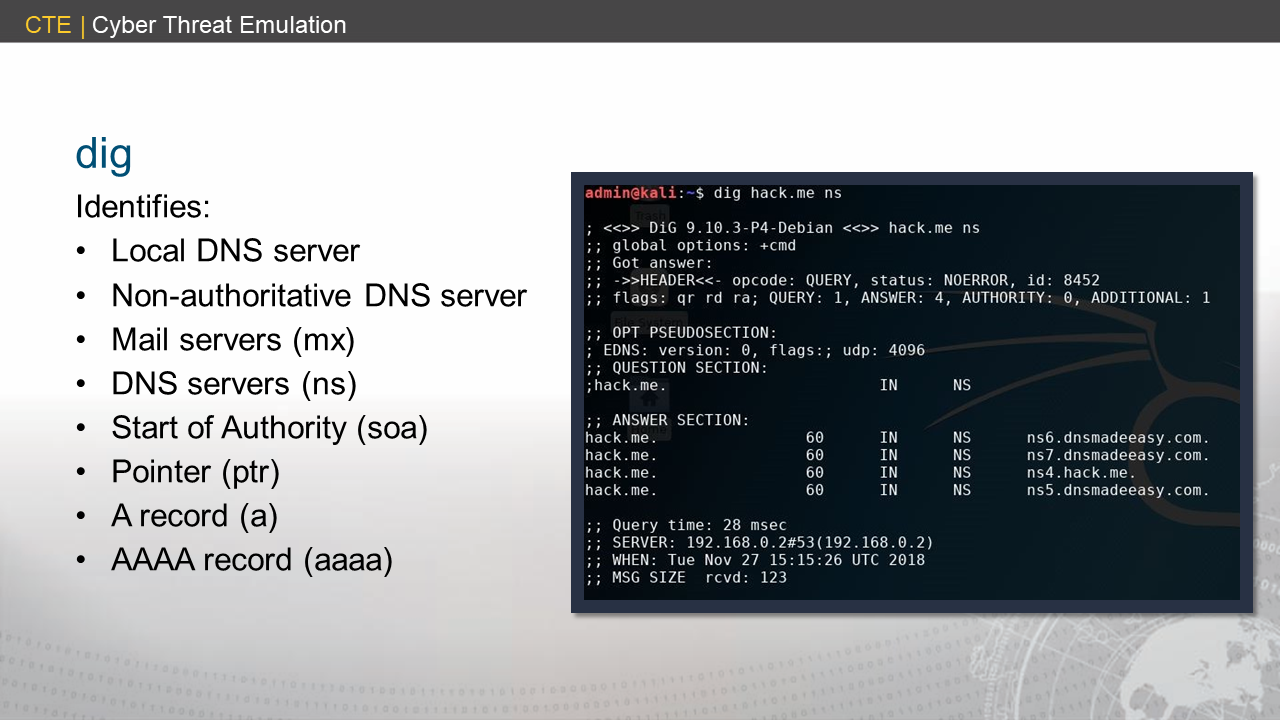 CTE | Cyber Threat Emulation
dig
Identifies:
• Local DNS server
• Non-authoritative DNS server
• Mail servers (mx)
• DNS servers (ns)
• Start of Authority (soa)
• Pointer (ptr)
• A record (a)
• AAAA record (aaaa)
admin@kali:~$ dig hack.me ns
; <<>> DiG 9.10.3-P4-Debian <<>> hack.me ns
;; global options: +cmd
;; Got answer:
;; ->>HEADER<<- opcode: QUERY, status: NOERROR, id: 8452
;; flags: qr rd ra; QUERY: 1, ANSWER: 4, AUTHORITY: 0, ADDITIONAL: 1
;; OPT PSEUDOSECTION:
; EDNS: version: 0, flags:; udp: 4096
;; QUESTION SECTION:
;hack.me. IN NS
;; ANSWER SECTION:
hack.me. 60 IN NS ns6.dnsmadeeasy.com.
hack.me. 60 IN NS ns7.dnsmadeeasy.com.
hack.me. 60 IN NS ns4.hack.me.
hack.me. 60 IN NS ns5.dnsmadeeasy.com.
;; Query time: 28 msec
;; SERVER: 192.168.0.2#53(192.168.0.2)
;; WHEN: Tue Nov 27 15:15:26 UTC 2018
;; MSG SIZE rcvd: 123